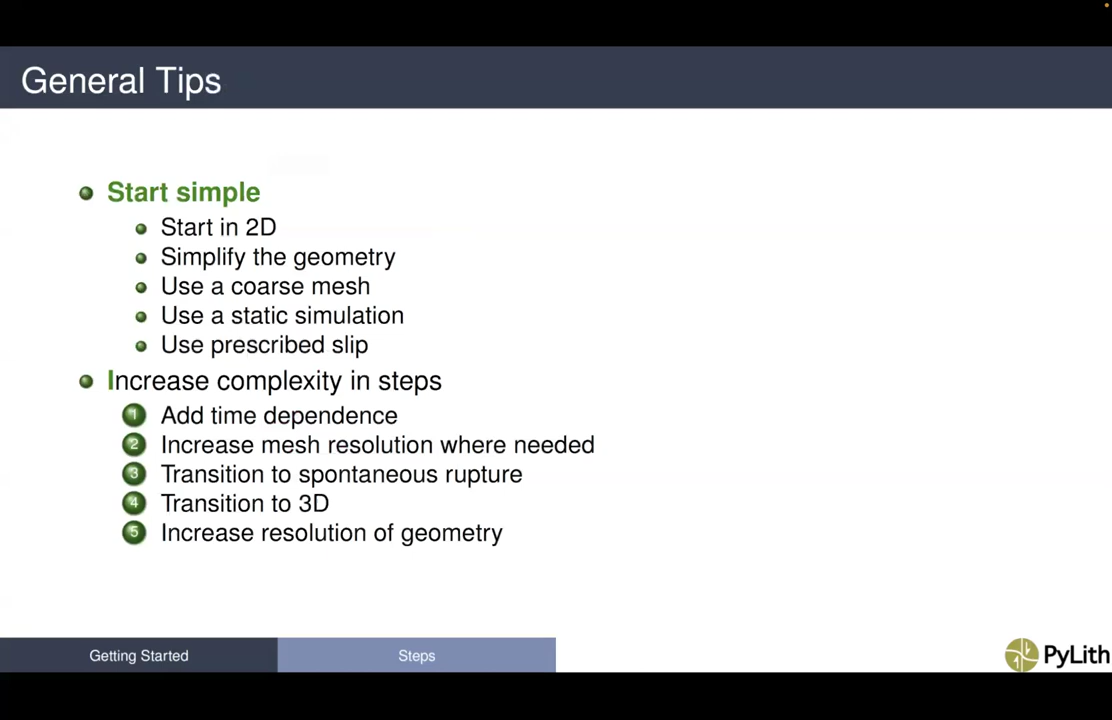 General Tips
Start simple
Start in 2D
Simplify the geometry
Use a coarse mesh
Use a static simulation
Use prescribed slip
Increase complexity in steps
1 Add time dependence
2 Increase mesh resolution where needed
3 Transition to spontaneous rupture
4 Transition to 3D
5 Increase resolution of geometry
Getting Started
Steps
PyLith